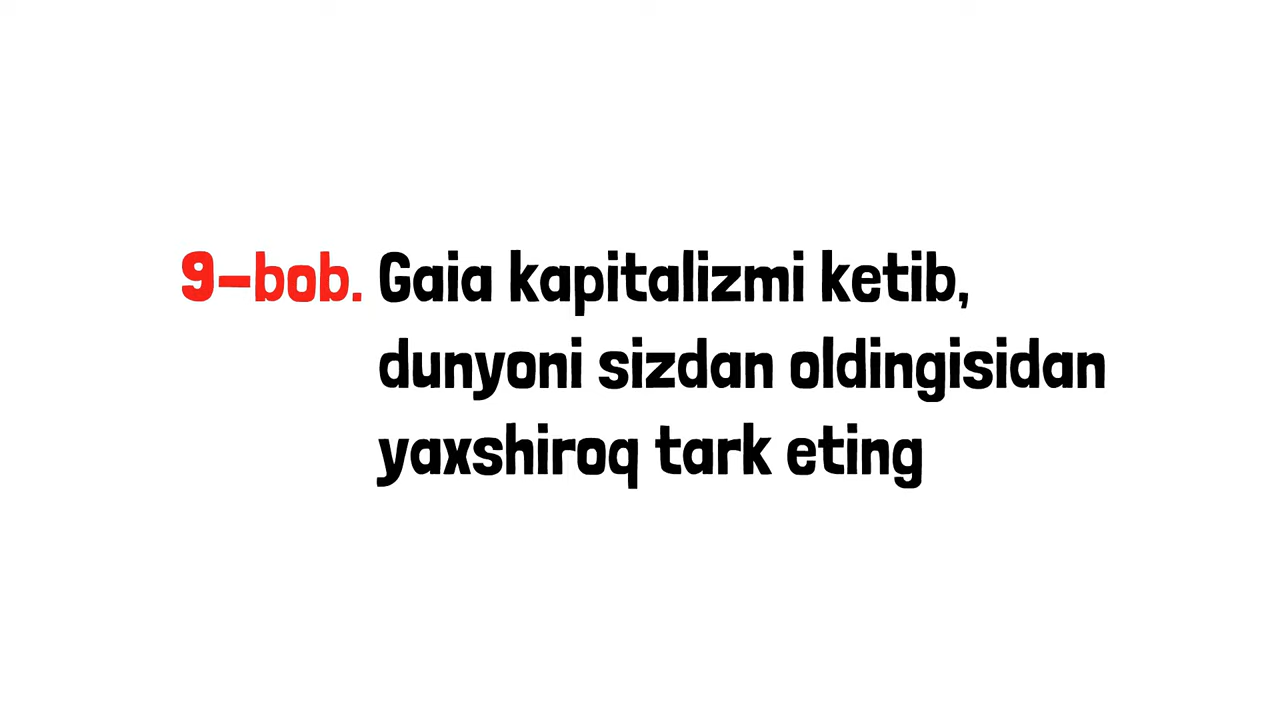 9-bob. Gaia kapitalizmi ketib,
dunyoni sizdan oldingisidan
yaxshiroq tark eting